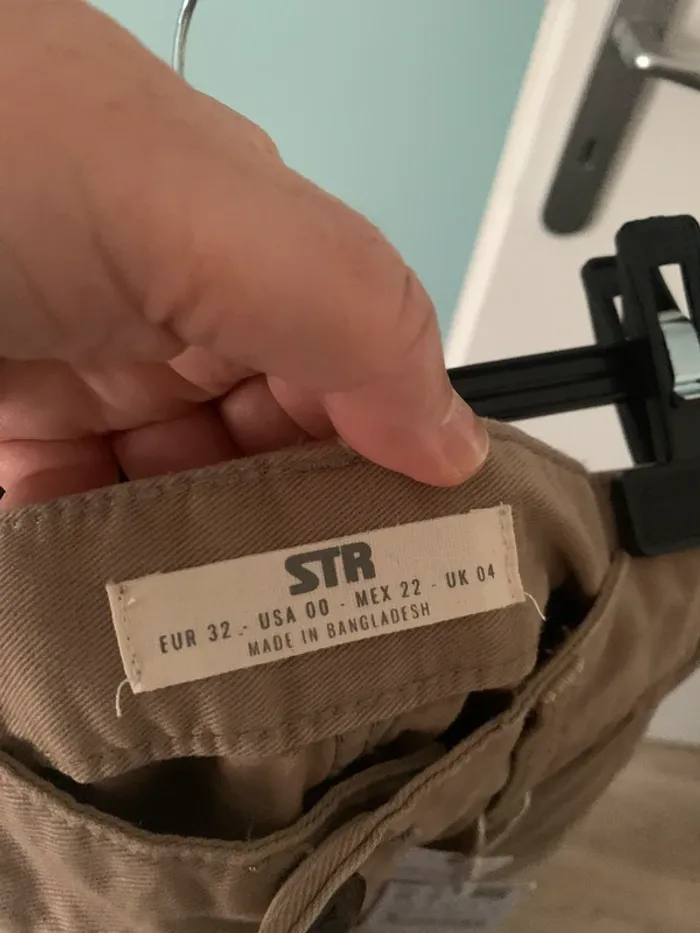 STR
EUR 32 - USA 00 - MEX 22 - UK 04
MADE IN BANGLADESH